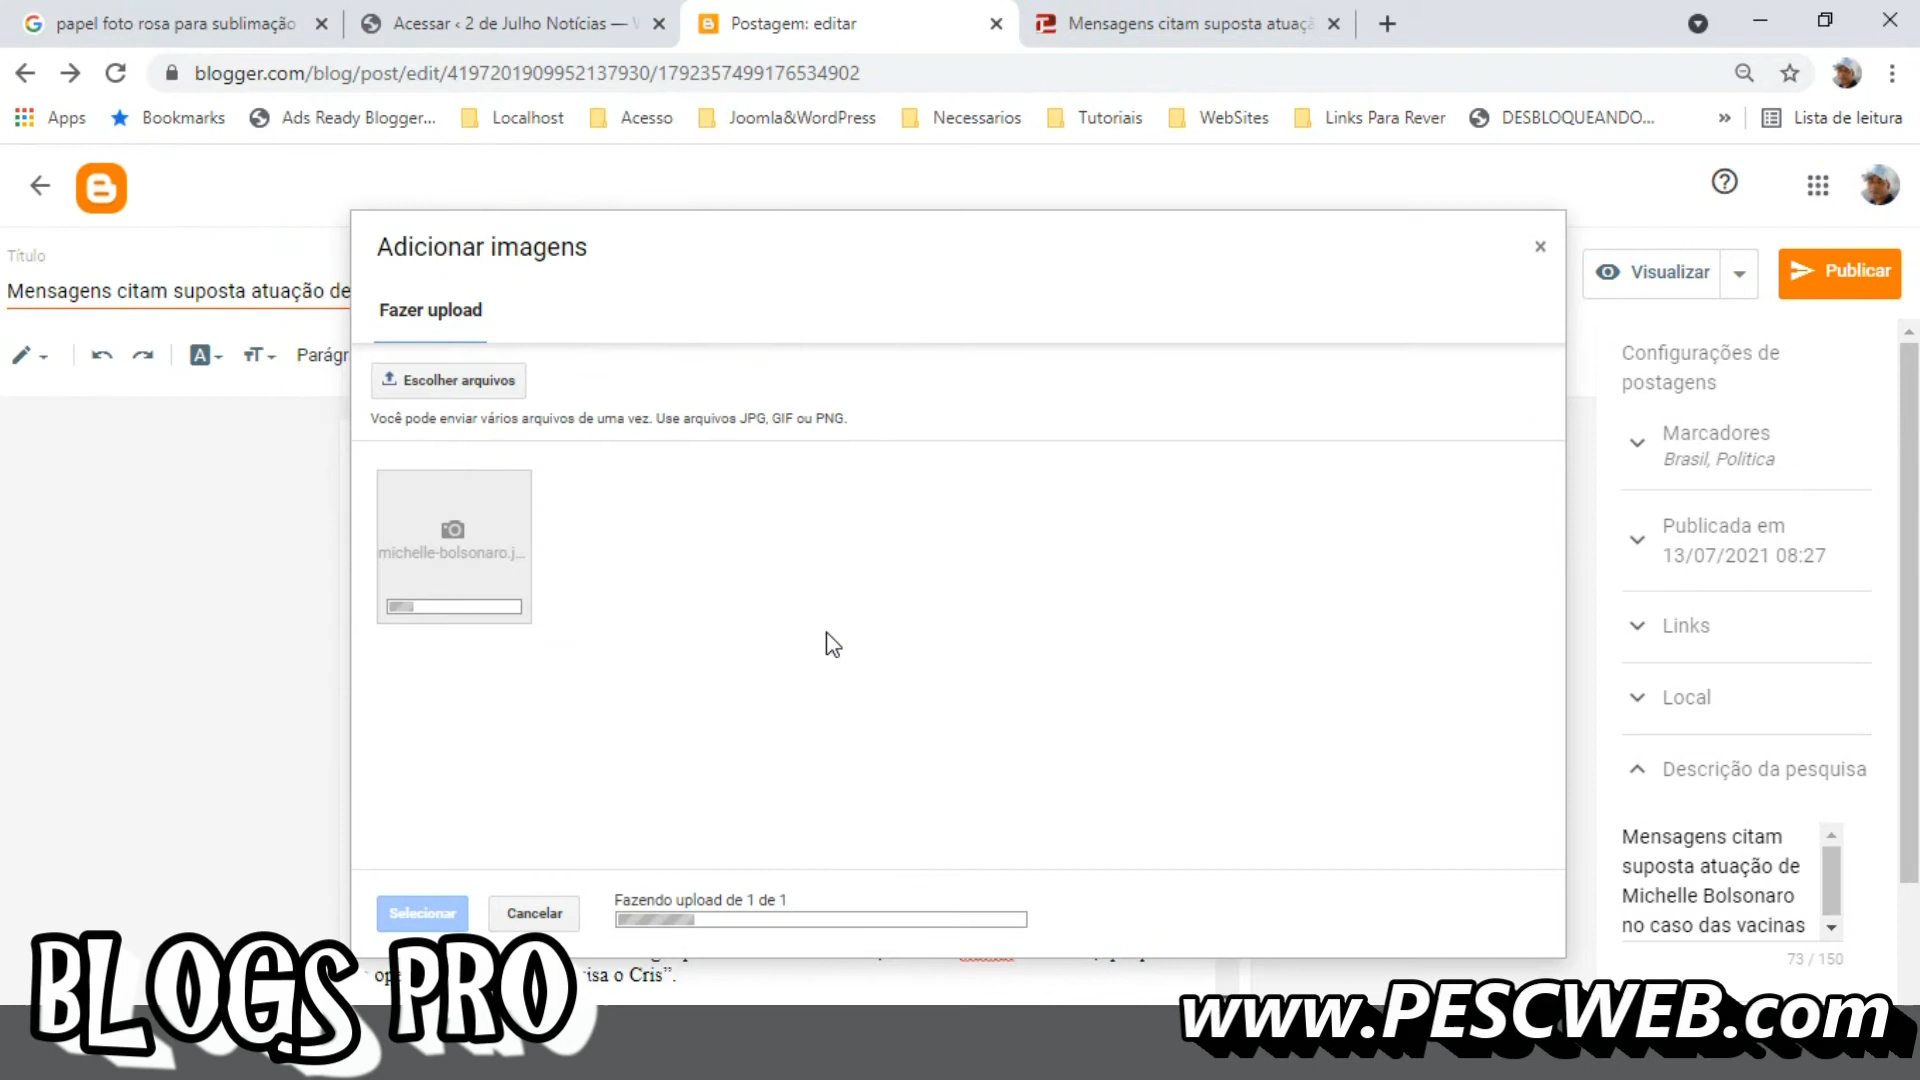 papel foto rosa para sublimação
Acessar ‹ 2 de Julho Notícias —
Postagem: editar
Mensagens citam suposta atuaçã
blogger.com/blog/post/edit/4197201909952137930/1792357499176534902
Apps
Bookmarks
Ads Ready Blogger...
Localhost
Acesso
Joomla&WordPress
Necessarios
Tutoriais
WebSites
Links Para Rever
DESBLOQUEANDO...
»
Lista de leitura
Título
Mensagens citam suposta atuação de
Parágr
Adicionar imagens
Fazer upload
Escolher arquivos
Você pode enviar vários arquivos de uma vez. Use arquivos JPG, GIF ou PNG.
michelle-bolsonaro.j...
Selecionar
Cancelar
Fazendo upload de 1 de 1
isa o Cris”.
Visualizar
Publicar
Configurações de
postagens
Marcadores
Brasil, Politica
Publicada em
13/07/2021 08:27
Links
Local
Descrição da pesquisa
Mensagens citam
suposta atuação de
Michelle Bolsonaro
no caso das vacinas
73 / 150
BLOGS PRO
www.PESCWEB.com